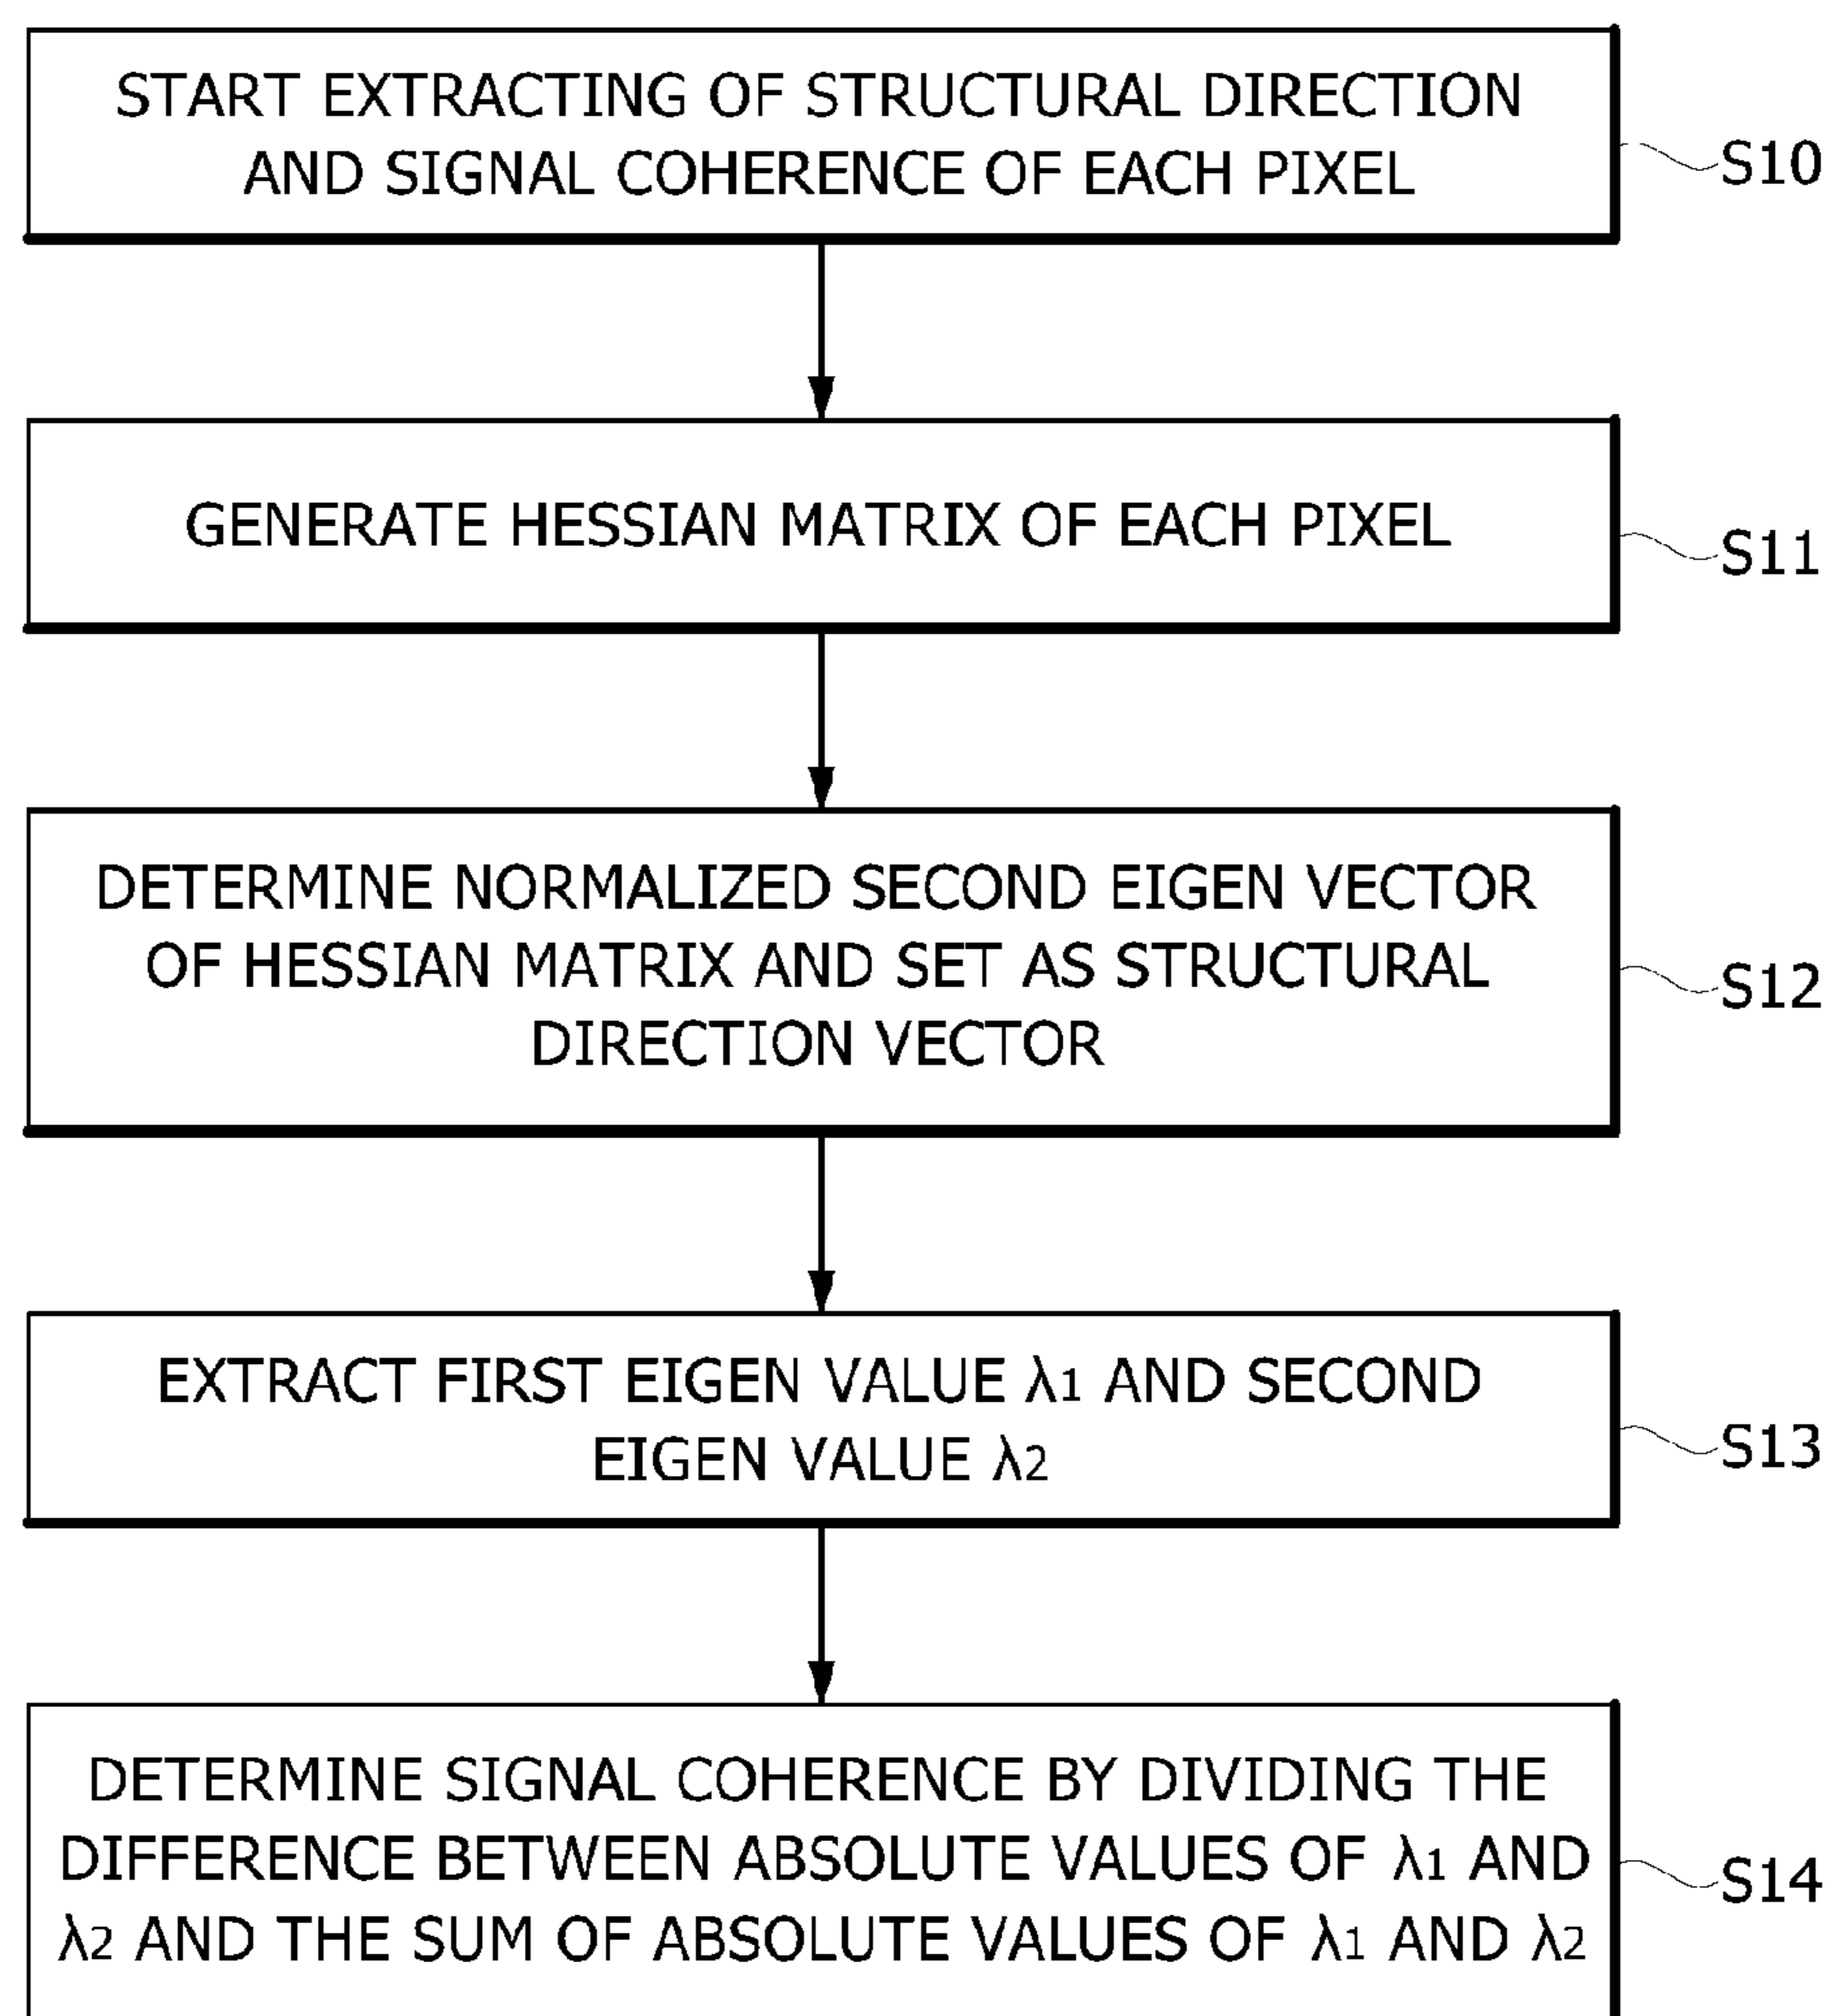 START EXTRACTING OF STRUCTURAL DIRECTION
AND SIGNAL COHERENCE OF EACH PIXEL
S10
GENERATE HESSIAN MATRIX OF EACH PIXEL
S11
DETERMINE NORMALIZED SECOND EIGEN VECTOR
OF HESSIAN MATRIX AND SET AS STRUCTURAL
DIRECTION VECTOR
S12
EXTRACT FIRST EIGEN VALUE λ1 AND SECOND
EIGEN VALUE λ2
S13
DETERMINE SIGNAL COHERENCE BY DIVIDING THE
DIFFERENCE BETWEEN ABSOLUTE VALUES OF λ1 AND
λ2 AND THE SUM OF ABSOLUTE VALUES OF λ1 AND λ2
S14